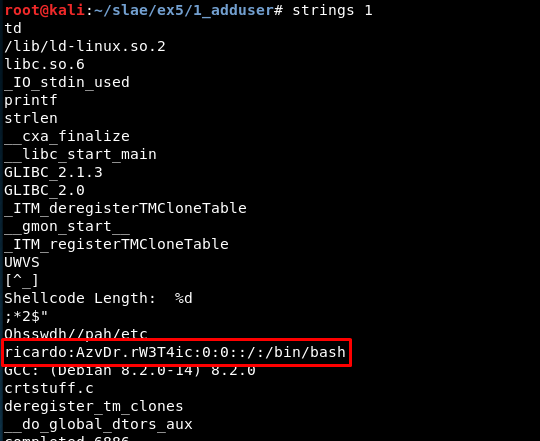 root@kali:~/slae/ex5/1_adduser# strings 1
td
/lib/ld-linux.so.2
libc.so.6
_IO_stdin_used
printf
strlen
__cxa_finalize
__libc_start_main
GLIBC_2.1.3
GLIBC_2.0
_ITM_deregisterTMCloneTable
__gmon_start__
_ITM_registerTMCloneTable
UWVS
[^_]
Shellcode Length:  %d
;*2$"
Qhsswdh//pah/etc
ricardo:AzvDr.rW3T4ic:0:0::/:/bin/bash
GCC: (Debian 8.2.0-14) 8.2.0
crtstuff.c
deregister_tm_clones
__do_global_dtors_aux
completed.6886